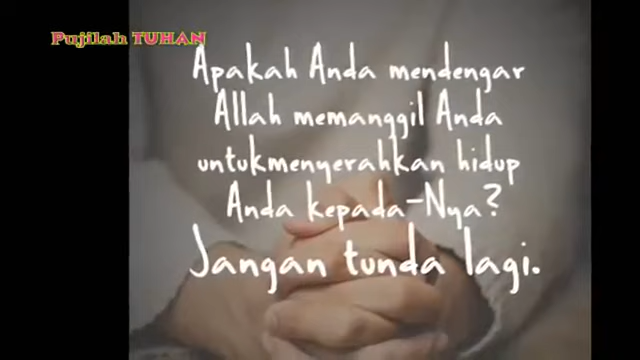 Pujilah TUHAN
Apakah Anda mendengar
Allah memanggil Anda
untukmenyerahkan hidup
Anda kepada-Nya?
Jangan tunda lagi.